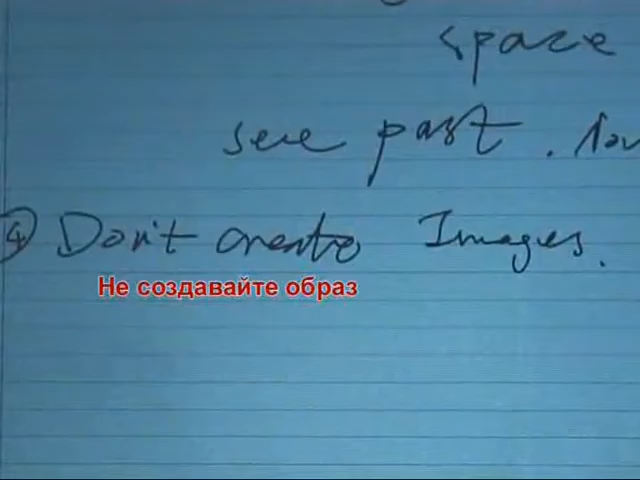 space
see past.
④ Don't create Images.
Не создавайте образ